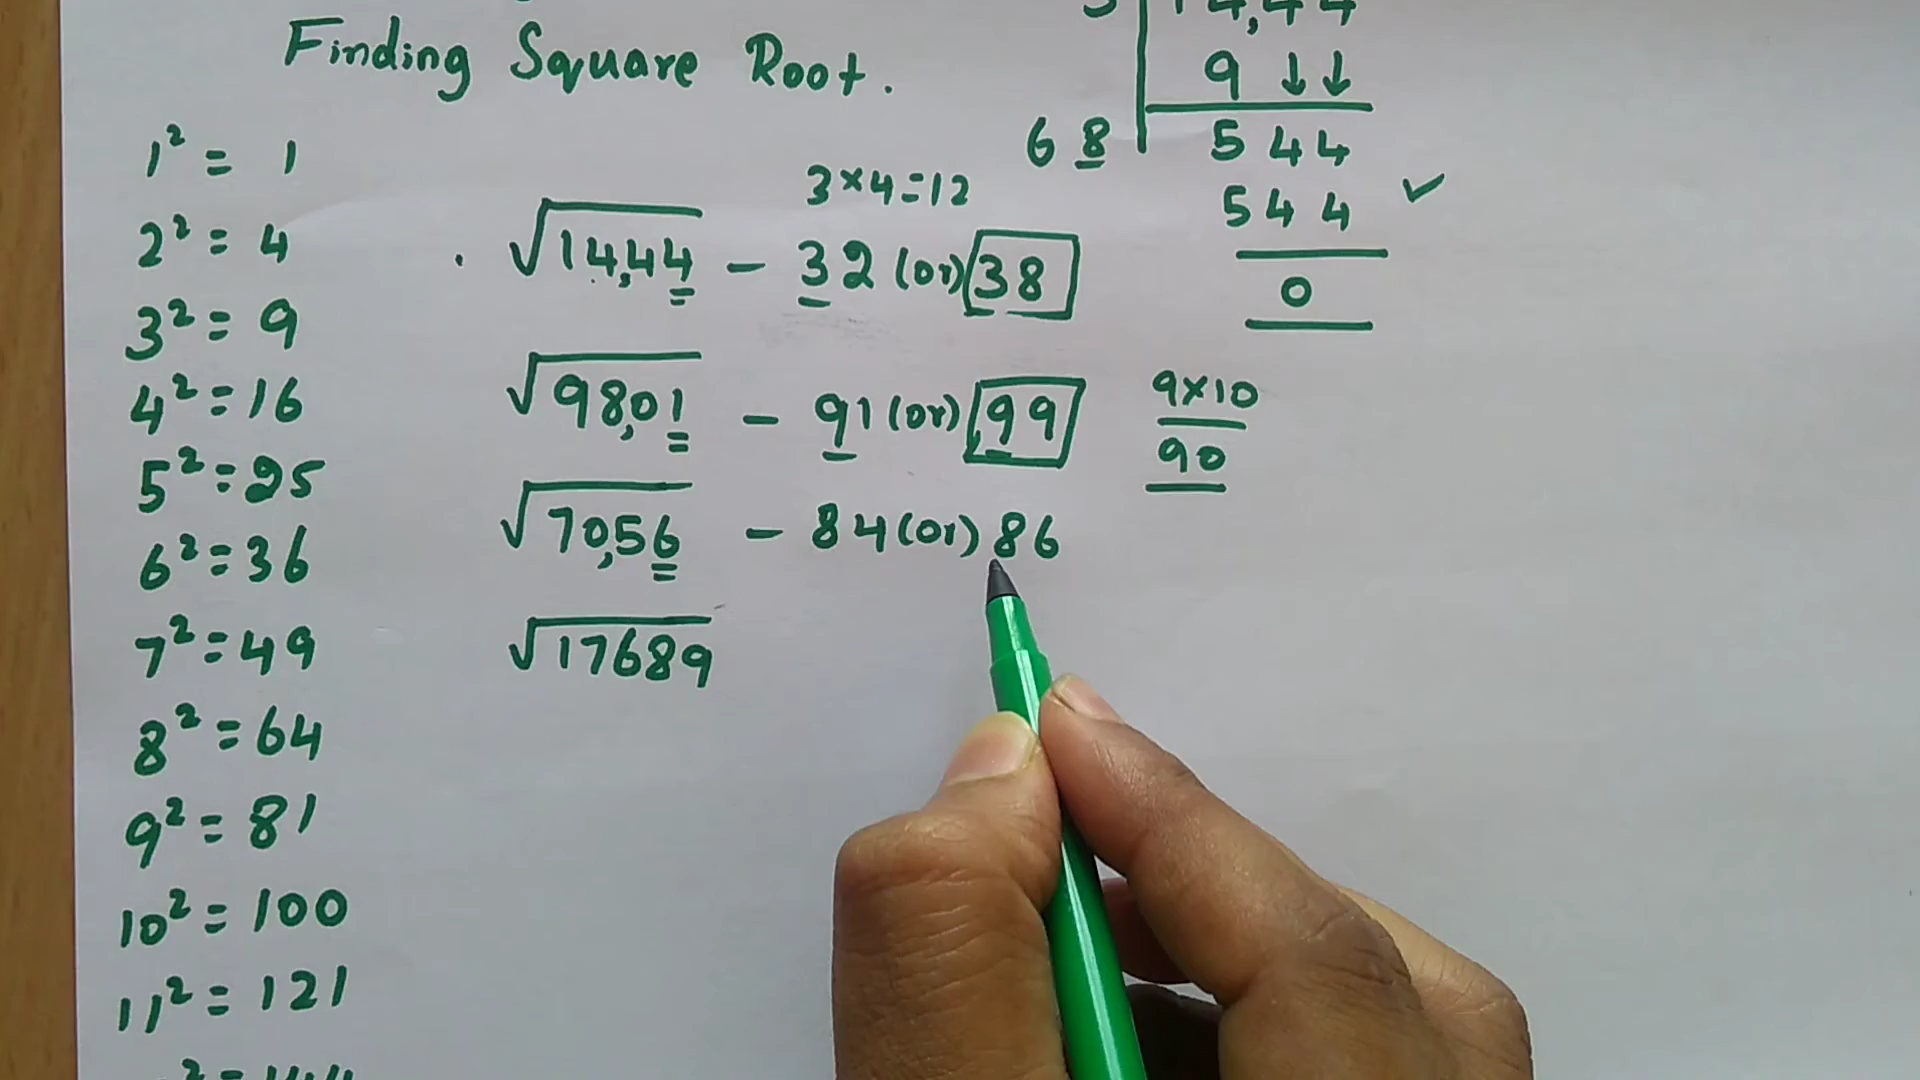 Finding Square Root.
1² = 1
2² = 4
3² = 9
4² = 16
5² = 25
6² = 36
7² = 49
8² = 64
9² = 81
10² = 100
11² = 121
3×4=12
√14,44 – 32 (or) 38
√98,01 – 91 (or) 99
√70,56 – 84 (or) 86
√17689
14,44
9 ↓↓
68 544
544 ✓
0
9×10
90